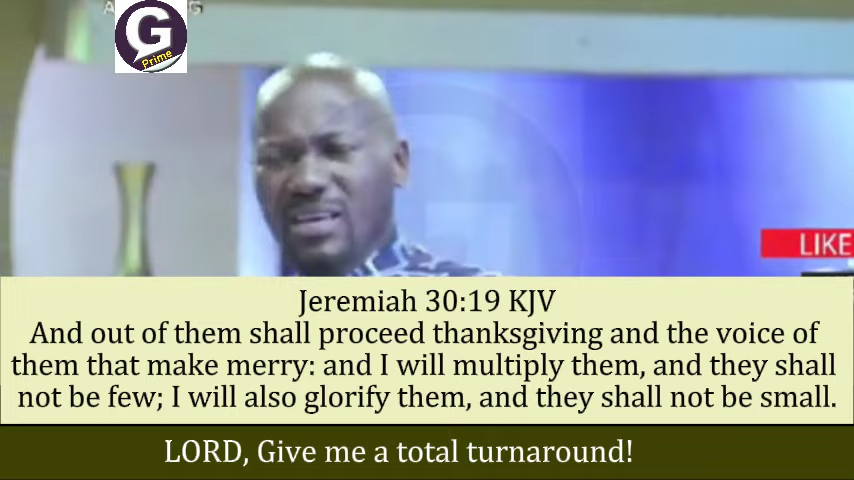 G
Prime
LIKE
Jeremiah 30:19 KJV
And out of them shall proceed thanksgiving and the voice of
them that make merry: and I will multiply them, and they shall
not be few; I will also glorify them, and they shall not be small.
LORD, Give me a total turnaround!